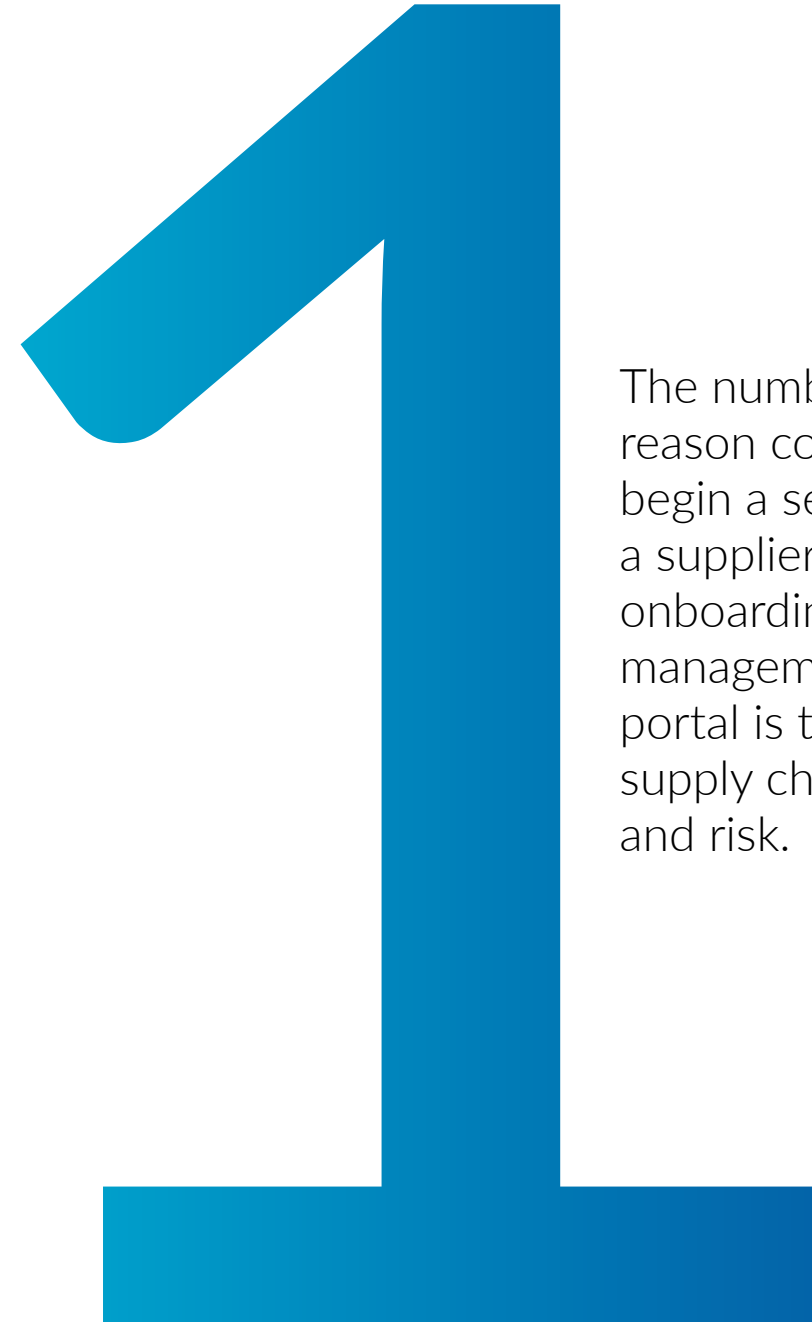 1
The numb
reason co
begin a se
a supplier
onboardin
managem
portal is t
supply ch
and risk.